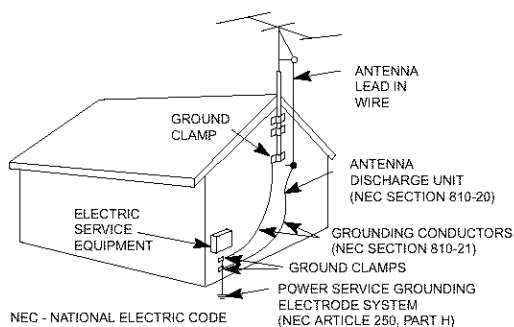 ANTENNA
LEAD IN
WIRE
GROUND
CLAMP
ANTENNA
DISCHARGE UNIT
(NEC SECTION 810-20)
ELECTRIC
SERVICE
EQUIPMENT
GROUNDING CONDUCTORS
(NEC SECTION 810-21)
GROUND CLAMPS
POWER SERVICE GROUNDING
ELECTRODE SYSTEM
(NEC ARTICLE 250, PART H)
NEC - NATIONAL ELECTRIC CODE